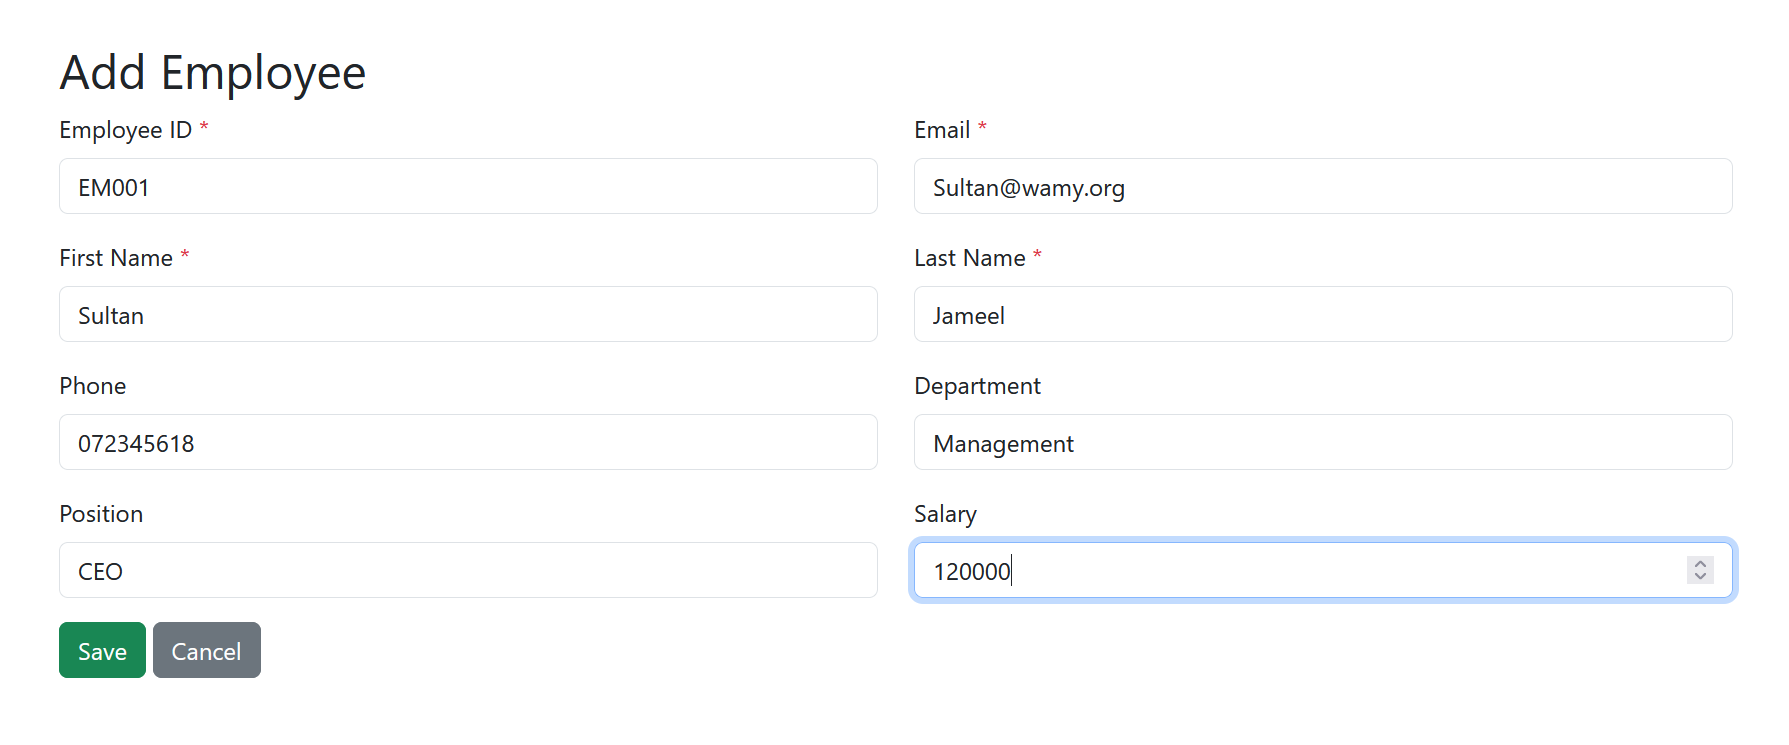 Add Employee
Employee ID *
Email *
EM001
Sultan@wamy.org
First Name *
Last Name *
Sultan
Jameel
Phone
Department
072345618
Management
Position
Salary
CEO
120000
Save Cancel